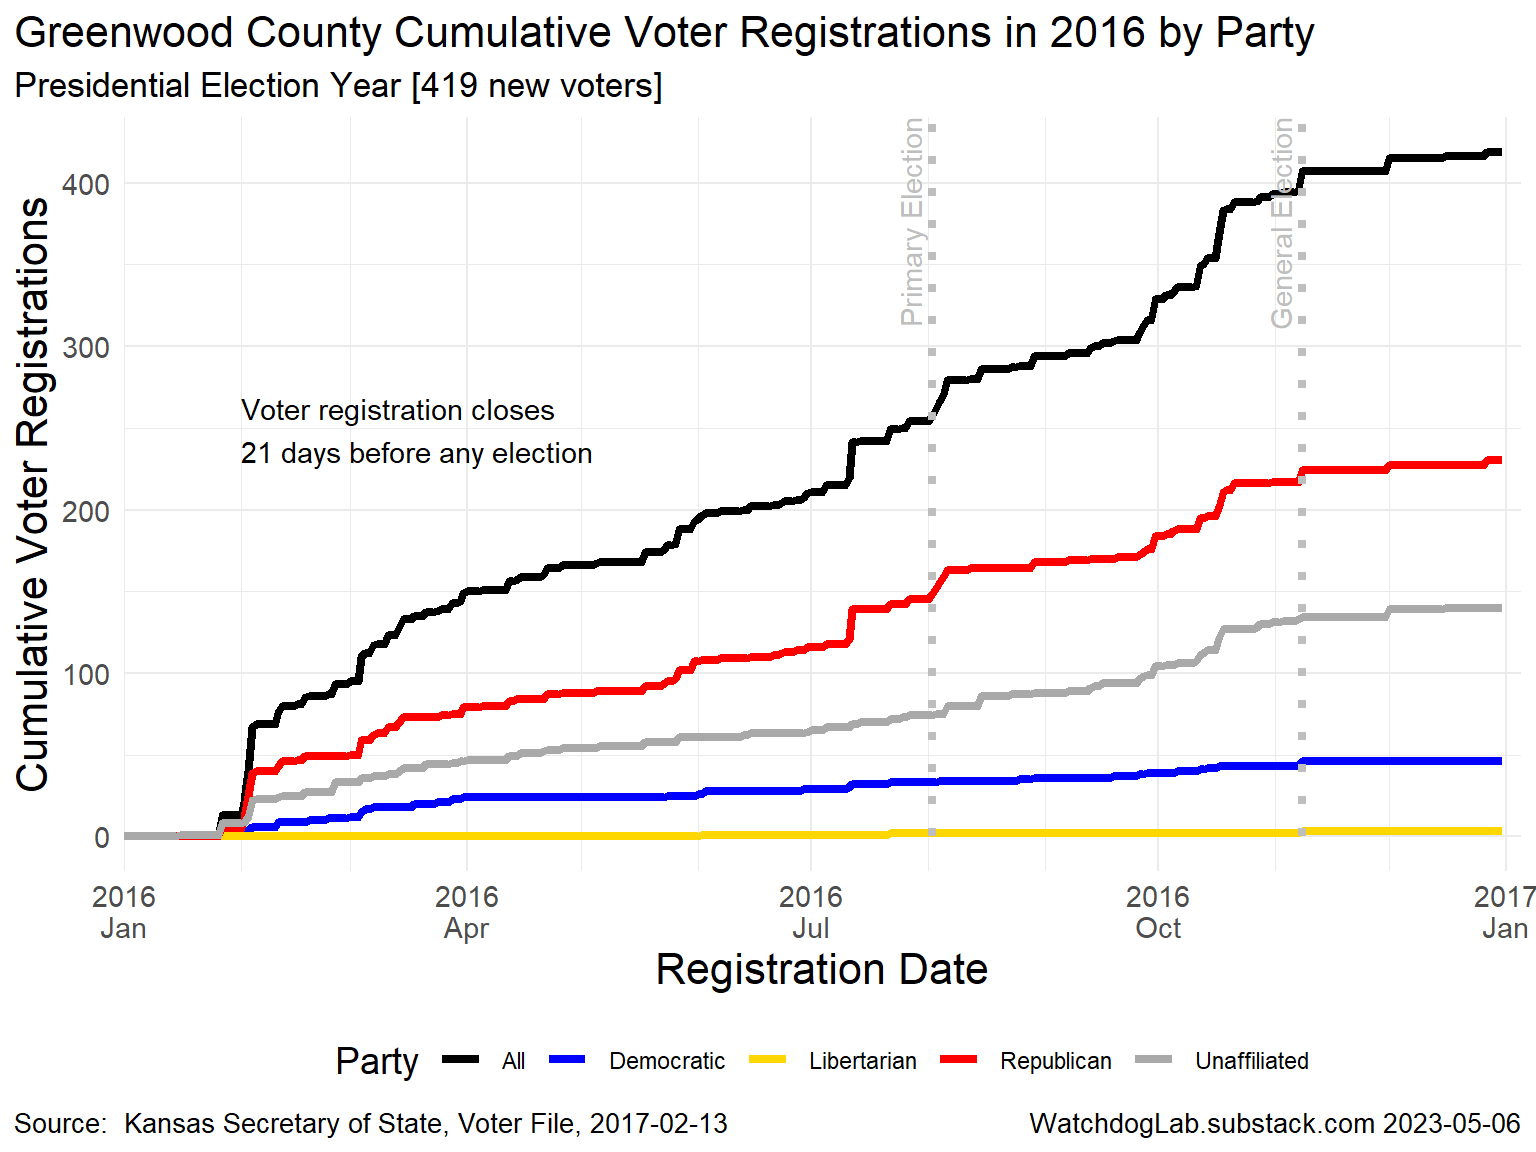 Greenwood County Cumulative Voter Registrations in 2016 by Party
Presidential Election Year [419 new voters]
Cumulative Voter Registrations
400
300
200
100
0
Primary Election
General Election
Voter registration closes
21 days before any election
2016 2016 2016 2016 2017
Jan Apr Jul Oct Jan
Registration Date
Party All Democratic Libertarian Republican Unaffiliated
Source:  Kansas Secretary of State, Voter File, 2017-02-13
WatchdogLab.substack.com 2023-05-06